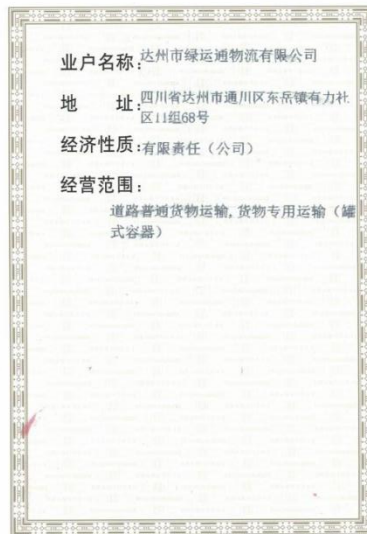 业户名称:达州市绿运通物流有限公司
地 址:四川省达州市通川区东岳镇有力社
区11组68号
经济性质:有限责任（公司）
经营范围:
道路普通货物运输,货物专用运输（罐
式容器）